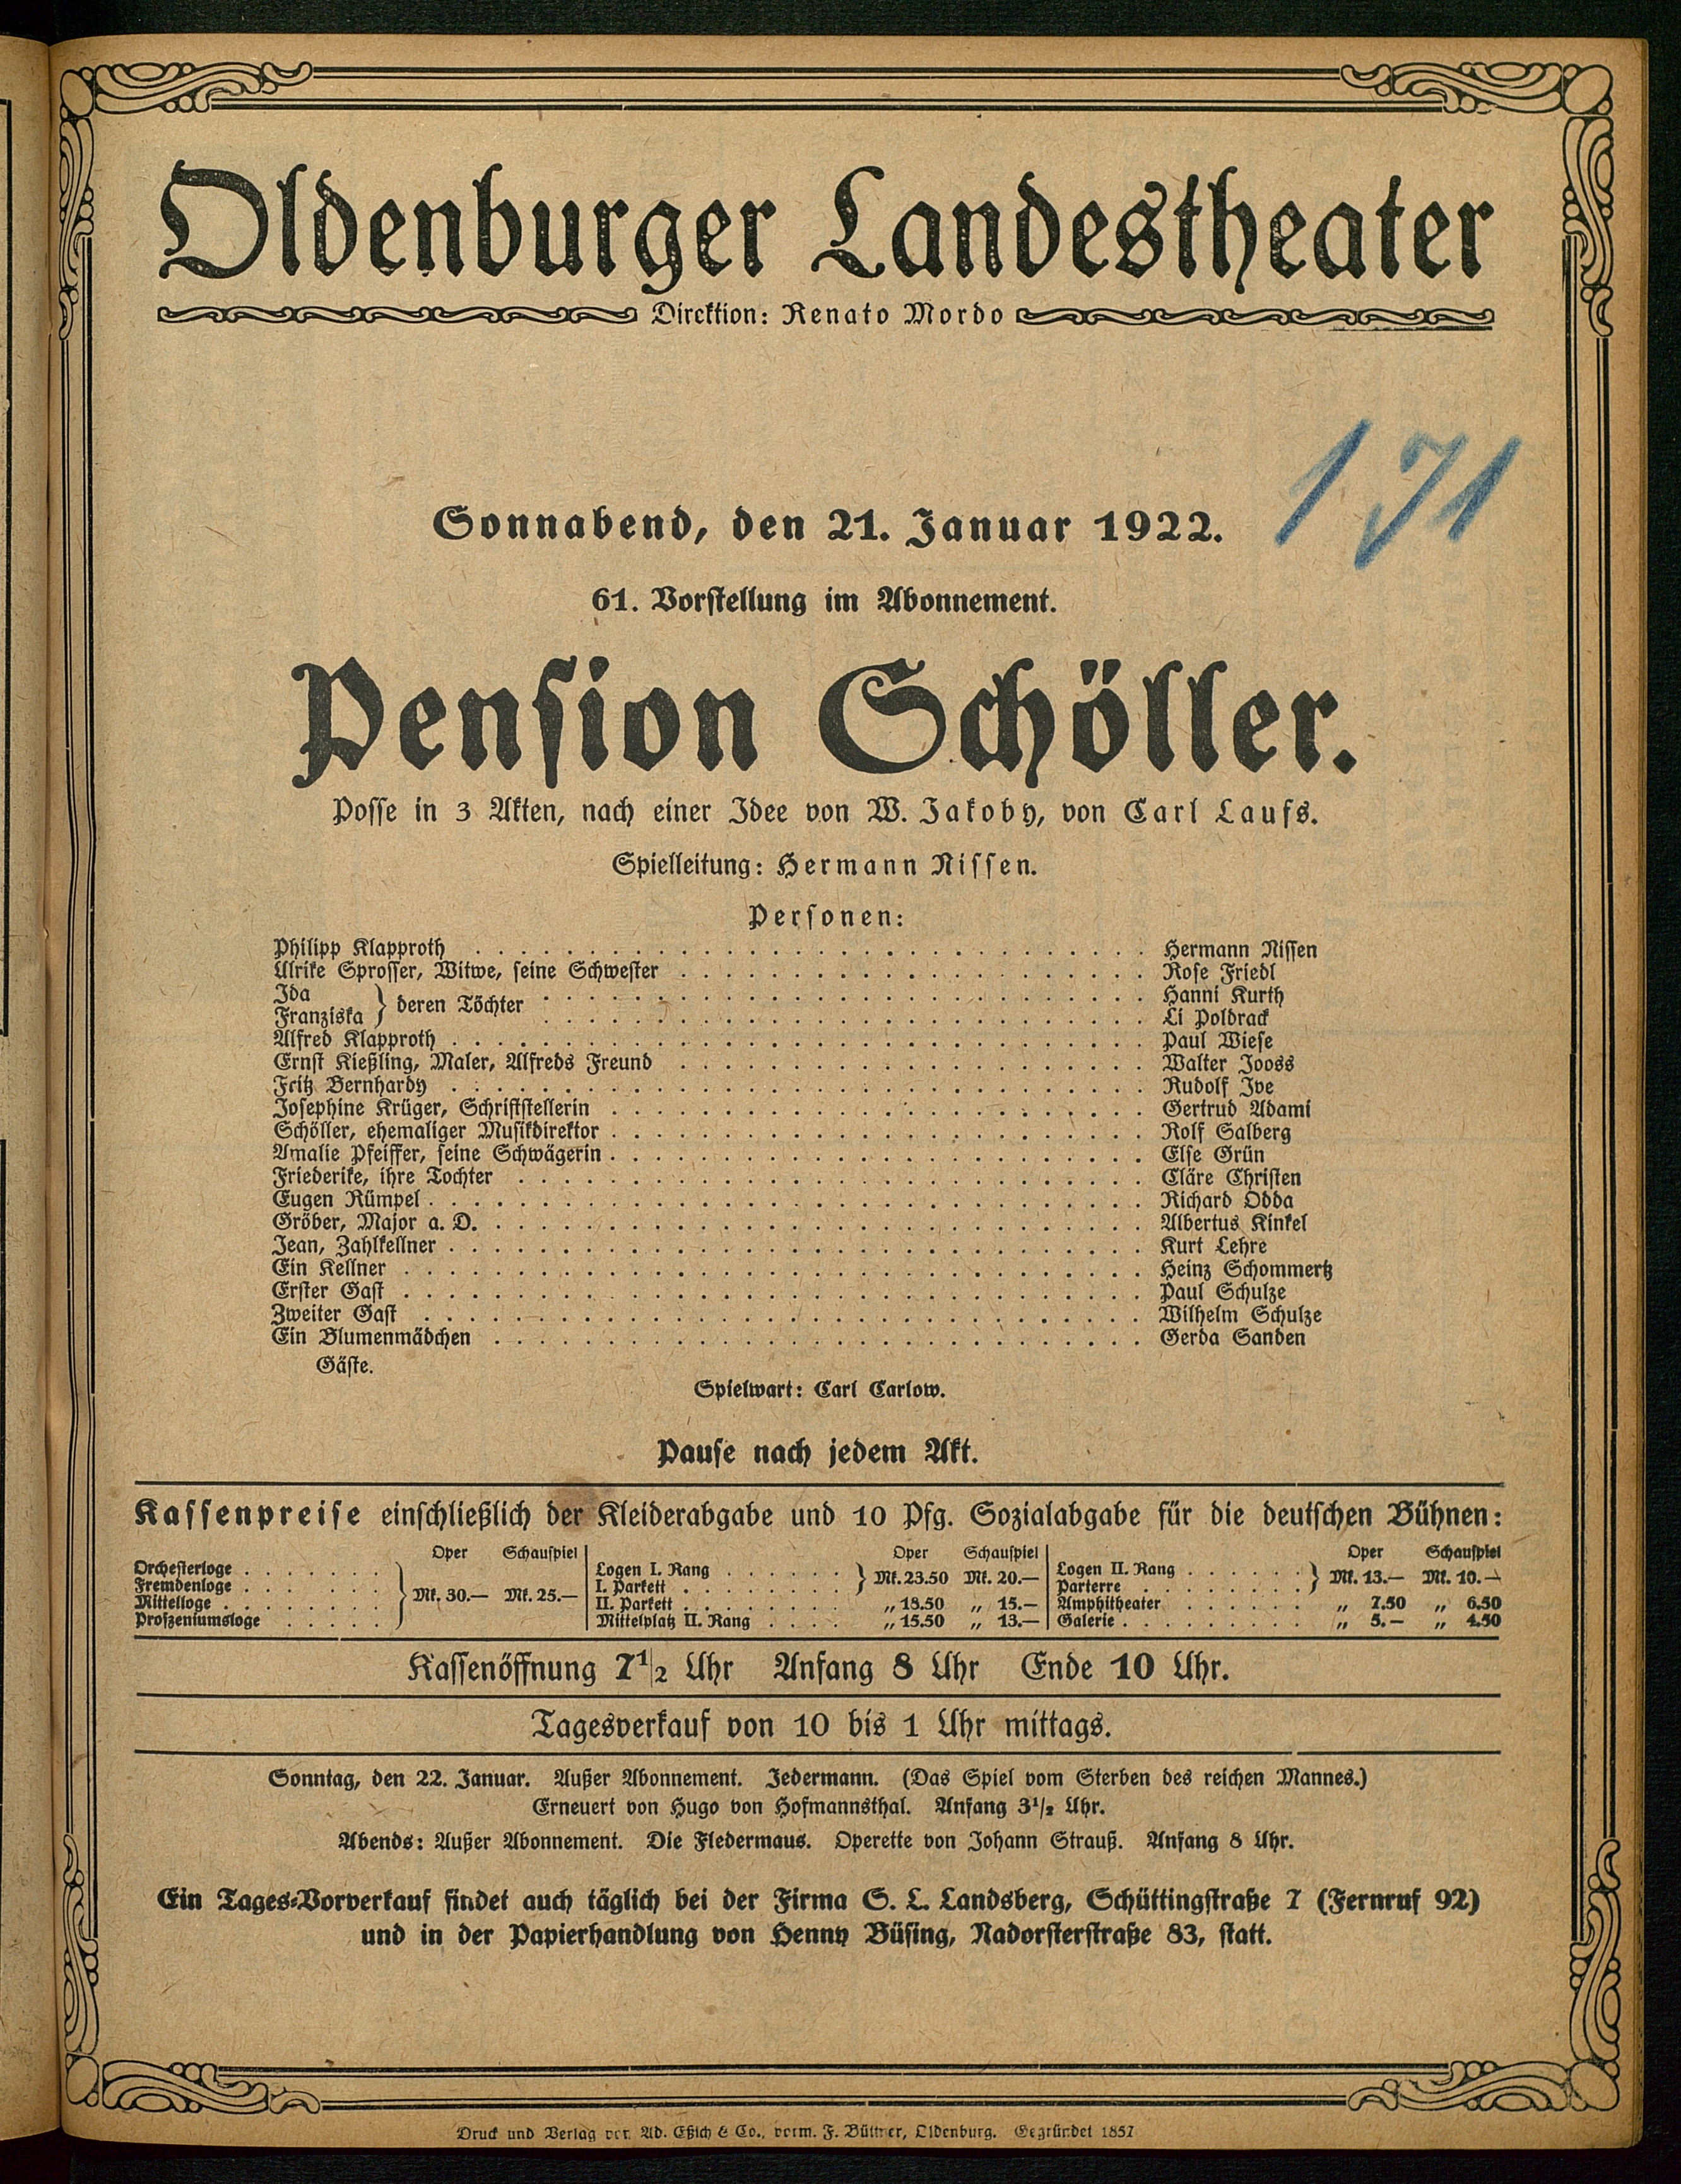 Oldenburger Landestheater
Direktion: Renato Mordo
171
Sonnabend, den 21. Januar 1922.
61. Vorstellung im Abonnement.
Pension Schöller.
Posse in 3 Akten, nach einer Idee von W. Jakoby, von Carl Laufs.
Spielleitung: Hermann Nissen.
Personen:
Philipp Klapproth . . . . . Hermann Nissen
Ulrike Sprosser, Witwe, seine Schwester . . . . . Rose Friedl
Ida } deren Töchter . . . . . Hanni Kurth
Franziska } . . . . . Li Poldrack
Alfred Klapproth . . . . . Paul Wiese
Ernst Kießling, Maler, Alfreds Freund . . . . . Walter Jooss
Fritz Bernhardy . . . . . Rudolf Ive
Josephine Krüger, Schriftstellerin . . . . . Gertrud Adami
Schöller, ehemaliger Musikdirektor . . . . . Rolf Salberg
Amalie Pfeiffer, seine Schwägerin . . . . . Else Grün
Friederike, ihre Tochter . . . . . Cläre Christen
Eugen Rümpel . . . . . Richard Odda
Gröber, Major a. D. . . . . . Albertus Kinkel
Jean, Zahlkellner . . . . . Kurt Lehre
Ein Kellner . . . . . Heinz Schommertz
Erster Gast . . . . . Paul Schulze
Zweiter Gast . . . . . Wilhelm Schulze
Ein Blumenmädchen . . . . . Gerda Sanden
Gäste.
Spielwart: Carl Carlow.
Pause nach jedem Akt.
Kassenpreise einschließlich der Kleiderabgabe und 10 Pfg. Sozialabgabe für die deutschen Bühnen:
Oper Schauspiel
Orchesterloge
Fremdenloge
Mittelloge
Proszeniumsloge
} Mk. 30.— Mk. 25.—
Oper Schauspiel
Logen I. Rang
I. Parkett
} Mk. 23.50 Mk. 20.—
II. Parkett . . . . „ 18.50 „ 15.—
Mittelplatz II. Rang . . . . „ 15.50 „ 13.—
Oper Schauspiel
Logen II. Rang
Parterre
} Mk. 13.— Mk. 10.—
Amphitheater . . . . „ 7.50 „ 6.50
Galerie . . . . „ 5.— „ 4.50
Kassenöffnung 7 1/2 Uhr Anfang 8 Uhr Ende 10 Uhr.
Tagesverkauf von 10 bis 1 Uhr mittags.
Sonntag, den 22. Januar. Außer Abonnement. Jedermann. (Das Spiel vom Sterben des reichen Mannes.)
Erneuert von Hugo von Hofmannsthal. Anfang 3 1/2 Uhr.
Abends: Außer Abonnement. Die Fledermaus. Operette von Johann Strauß. Anfang 8 Uhr.
Ein Tages-Vorverkauf findet auch täglich bei der Firma S. L. Landsberg, Schüttingstraße 7 (Fernruf 92)
und in der Papierhandlung von Henny Büsing, Nadorsterstraße 83, statt.
Druck und Verlag von Ad. Eßich & Co., vorm. F. Büttner, Oldenburg. Gegründet 1857